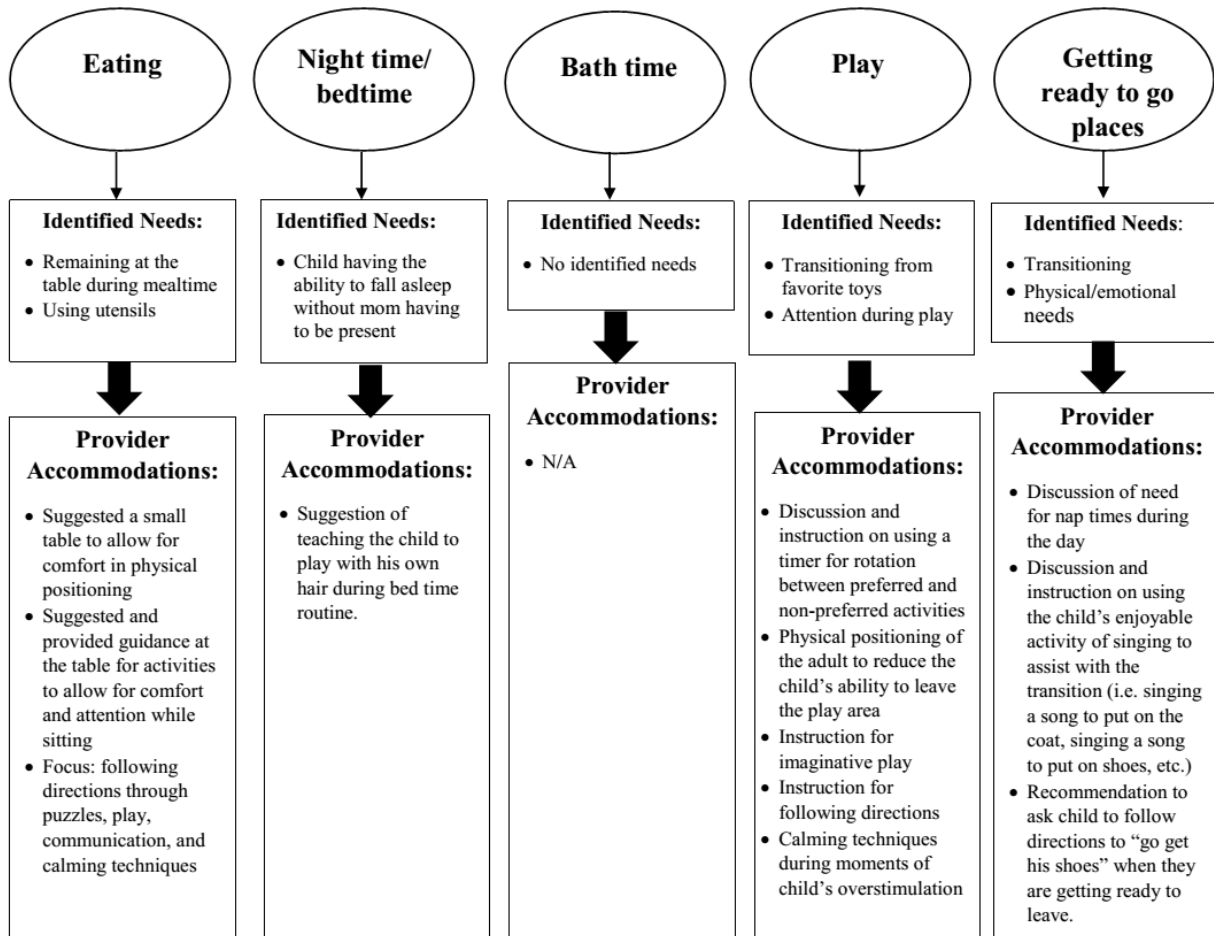 Eating
Night time/
bedtime
Bath time
Play
Getting
ready to go
places
Identified Needs:
• Remaining at the
table during mealtime
• Using utensils
Identified Needs:
• Child having the
ability to fall asleep
without mom having
to be present
Identified Needs:
• No identified needs
Identified Needs:
• Transitioning from
favorite toys
• Attention during play
Identified Needs:
• Transitioning
• Physical/emotional
needs
Provider
Accommodations:
• Suggested a small
table to allow for
comfort in physical
positioning
• Suggested and
provided guidance at
the table for activities
to allow for comfort
and attention while
sitting
• Focus: following
directions through
puzzles, play,
communication, and
calming techniques
Provider
Accommodations:
• Suggestion of
teaching the child to
play with his own
hair during bed time
routine.
Provider
Accommodations:
• N/A
Provider
Accommodations:
• Discussion and
instruction on using a
timer for rotation
between preferred and
non-preferred activities
• Physical positioning of
the adult to reduce the
child’s ability to leave
the play area
• Instruction for
imaginative play
• Instruction for
following directions
• Calming techniques
during moments of
child’s overstimulation
Provider
Accommodations:
• Discussion of need
for nap times during
the day
• Discussion and
instruction on using
the child’s enjoyable
activity of singing to
assist with the
transition (i.e. singing
a song to put on the
coat, singing a song
to put on shoes, etc.)
• Recommendation to
ask child to follow
directions to “go get
his shoes” when they
are getting ready to
leave.